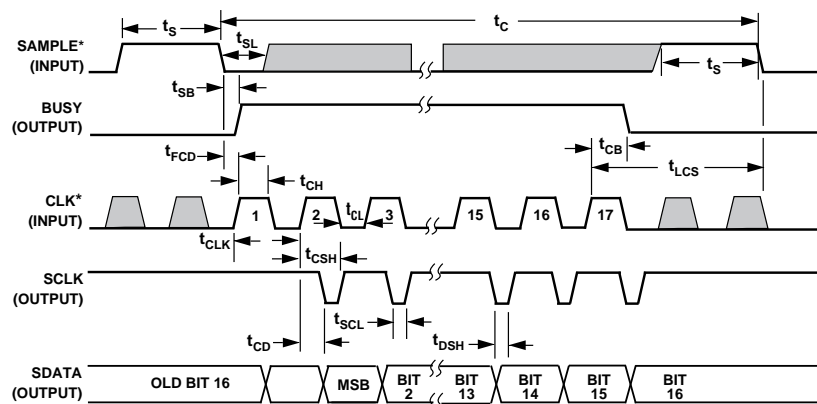 tS
tC
SAMPLE*
(INPUT)
tSL
tS
tSB
BUSY
(OUTPUT)
tFCD
tCB
tLCS
tCH
CLK*
(INPUT)
1
2
tCL
3
15
16
17
tCLK
tCSH
SCLK
(OUTPUT)
tSCL
tCD
tDSH
SDATA
(OUTPUT)
OLD BIT 16
MSB
BIT
2
BIT
13
BIT
14
BIT
15
BIT
16